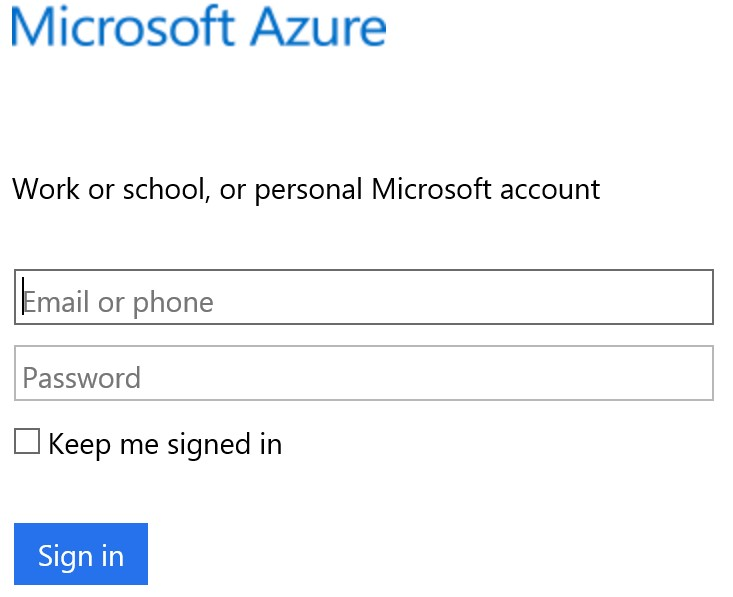 Microsoft Azure
Work or school, or personal Microsoft account
Email or phone
Password
Keep me signed in
Sign in